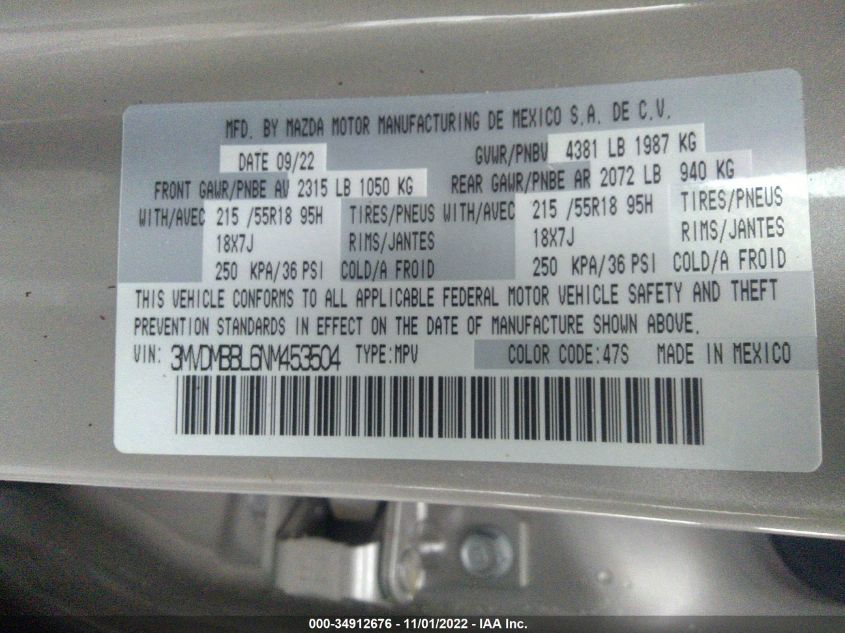 MFD. BY MAZDA MOTOR MANUFACTURING DE MEXICO S.A. DE C.V.
DATE 09/22 GVWR/PNBV 4381 LB 1987 KG
FRONT GAWR/PNBE AV 2315 LB 1050 KG REAR GAWR/PNBE AR 2072 LB 940 KG
WITH/AVEC 215 /55R18 95H TIRES/PNEUS WITH/AVEC 215 /55R18 95H TIRES/PNEUS
18X7J RIMS/JANTES 18X7J RIMS/JANTES
250 KPA/36 PSI COLD/A FROID 250 KPA/36 PSI COLD/A FROID
THIS VEHICLE CONFORMS TO ALL APPLICABLE FEDERAL MOTOR VEHICLE SAFETY AND THEFT
PREVENTION STANDARDS IN EFFECT ON THE DATE OF MANUFACTURE SHOWN ABOVE.
VIN: 3MVDMBBL6NM453504 TYPE:MPV COLOR CODE:47S MADE IN MEXICO
000-34912676 - 11/01/2022 - IAA Inc.